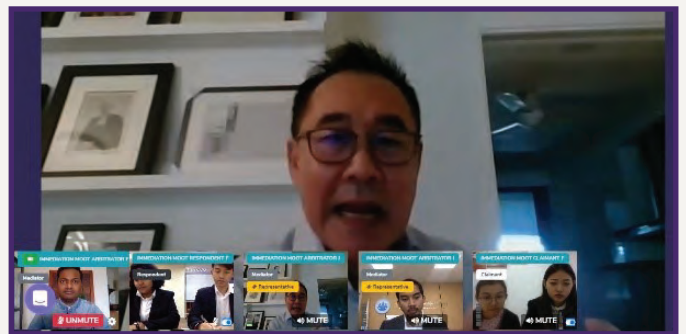 IMMEDIATION MOOT ARBITRATOR F
Mediator
UNMUTE
IMMEDIATION MOOT RESPONDENT F
Respondent
IMMEDIATION MOOT ARBITRATOR F
Mediator
# Representative
MUTE
IMMEDIATION MOOT ARBITRATOR F
Mediator
# Representative
MUTE
IMMEDIATION MOOT CLAIMANT F
Claimant
MUTE